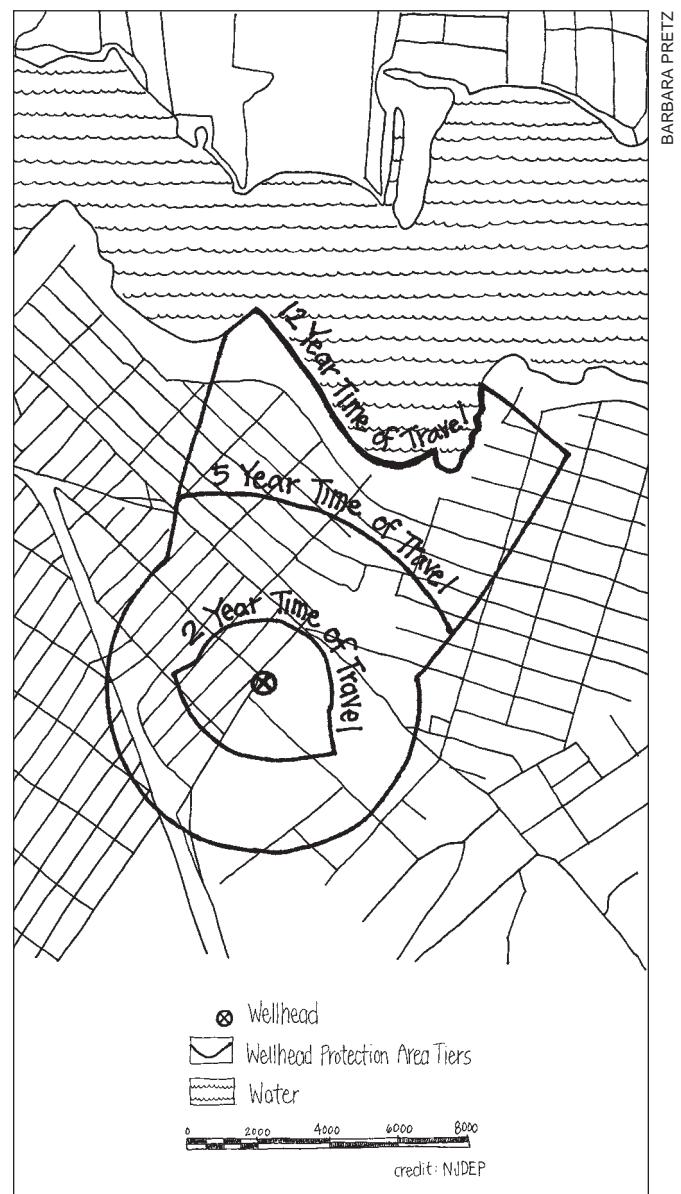 BARBARA PRETZ
12 Year Time of Travel
5 Year Time of Travel
2 Year Time of Travel
Wellhead
Wellhead Protection Area Tiers
Water
0 2000 4000 6000 8000
credit: NJDEP